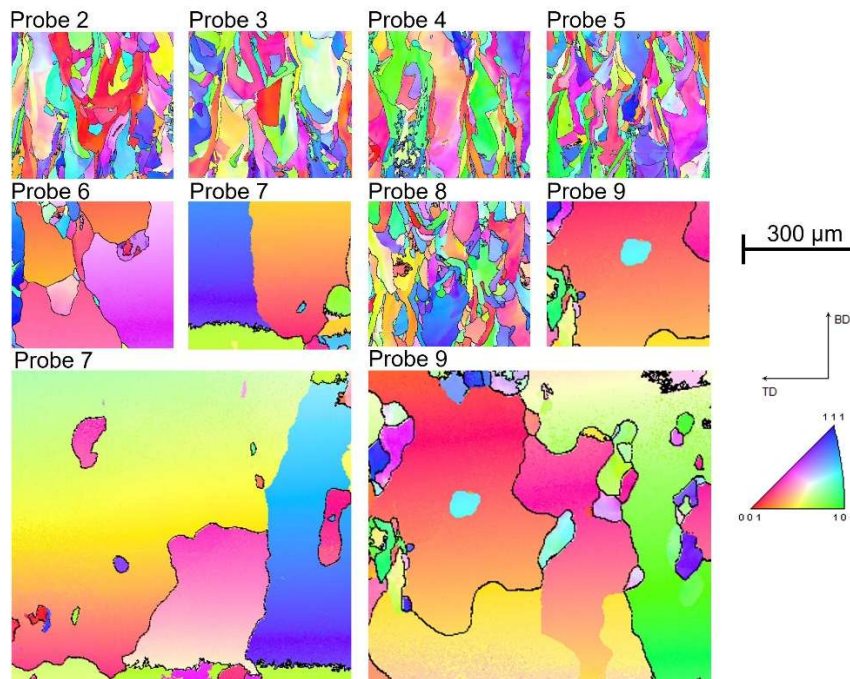 Probe 2
Probe 3
Probe 4
Probe 5
Probe 6
Probe 7
Probe 8
Probe 9
300 µm
BD
TD
Probe 7
Probe 9
1 1 1
0 0 1
1 0